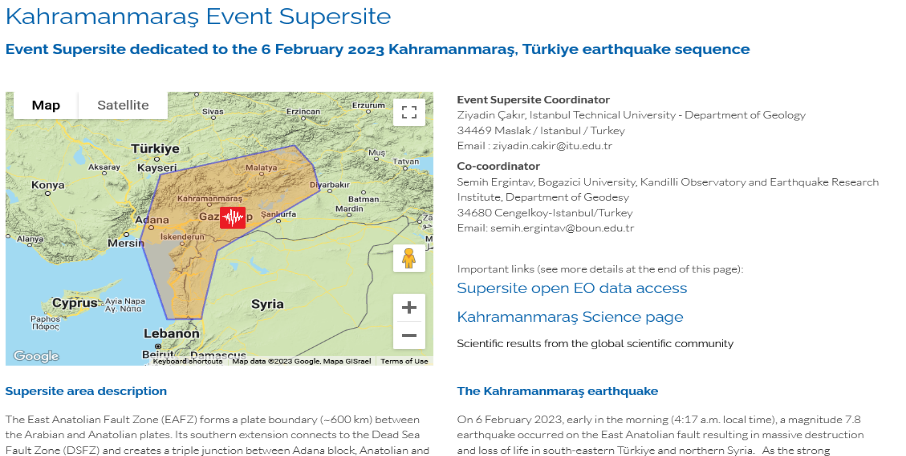 Kahramanmaraş Event Supersite
Event Supersite dedicated to the 6 February 2023 Kahramanmaraş, Türkiye earthquake sequence
Map
Satellite
Sivas
Erzincan
Erzurum
Türkiye
Kayseri
Aksaray
Malatya
Muş
Tatvan
Konya
Kahramanmaraş
Diyarbakır
Batman
Mardin
Gaz p
Şanlıurfa
Adana
Mersin
İskenderun
Alanya
Cyprus
Ayia Napa
Αγ. Νάπα
Paphos
Πάφος
Syria
Lebanon
Beirut
Damascus
Google
Keyboard shortcuts
Map data ©2023 Google, Mapa GISrael
Terms of Use
Event Supersite Coordinator
Ziyadin Çakır, Istanbul Technical University - Department of Geology
34469 Maslak / Istanbul / Turkey
Email : ziyadin.cakir@itu.edu.tr
Co-coordinator
Semih Ergintav, Bogazici University, Kandilli Observatory and Earthquake Research
Institute, Department of Geodesy
34680 Cengelkoy-Istanbul/Turkey
Email: semih.ergintav@boun.edu.tr
Important links (see more details at the end of this page):
Supersite open EO data access
Kahramanmaraş Science page
Scientific results from the global scientific community
Supersite area description
The East Anatolian Fault Zone (EAFZ) forms a plate boundary (~600 km) between
the Arabian and Anatolian plates. Its southern extension connects to the Dead Sea
Fault Zone (DSFZ) and creates a triple junction between Adana block, Anatolian and
The Kahramanmaraş earthquake
On 6 February 2023, early in the morning (4:17 a.m. local time), a magnitude 7.8
earthquake occurred on the East Anatolian fault resulting in massive destruction
and loss of life in south-eastern Türkiye and northern Syria. As the strong